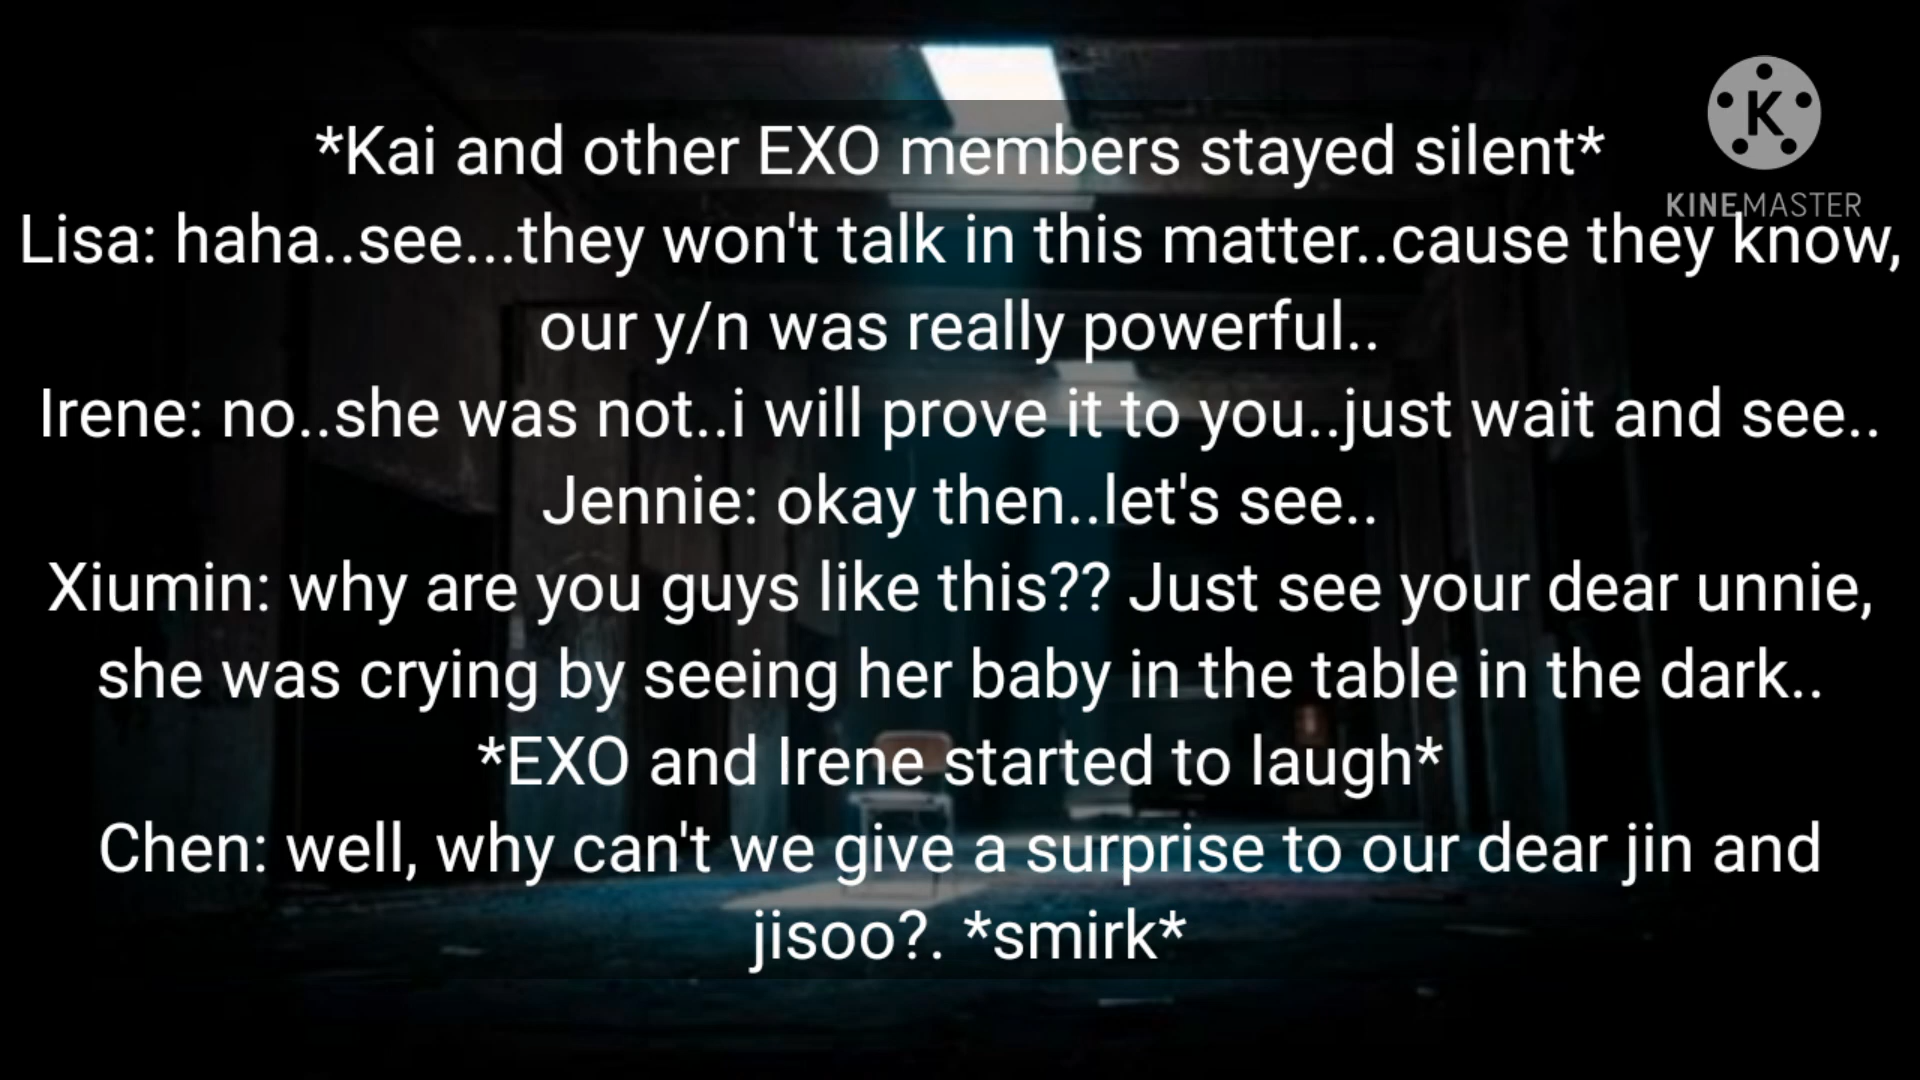 *Kai and other EXO members stayed silent*
K
KINEMASTER
Lisa: haha..see...they won't talk in this matter..cause they know,
our y/n was really powerful..
Irene: no..she was not..i will prove it to you..just wait and see..
Jennie: okay then..let's see..
Xiumin: why are you guys like this?? Just see your dear unnie,
she was crying by seeing her baby in the table in the dark..
*EXO and Irene started to laugh*
Chen: well, why can't we give a surprise to our dear jin and
jisoo?. *smirk*